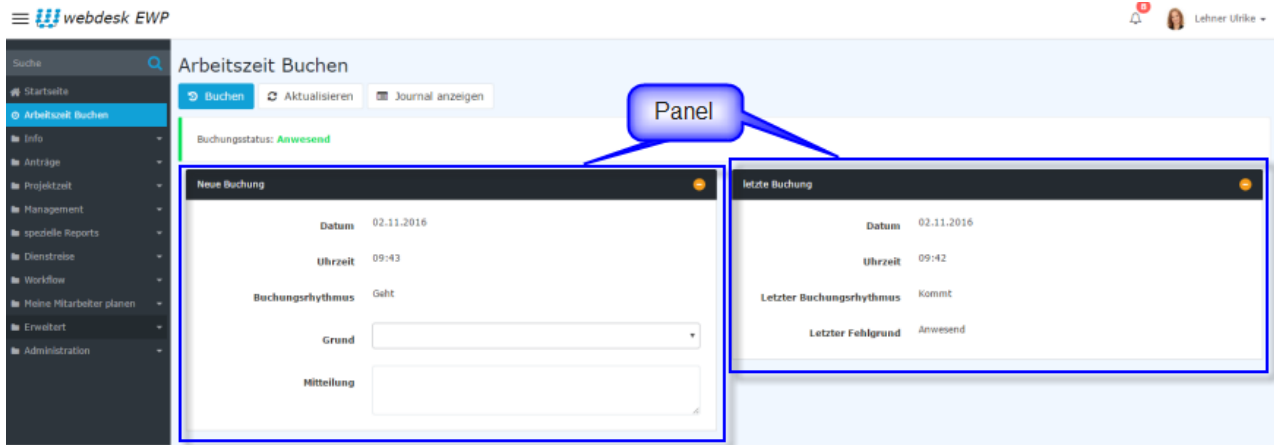 webdesk EWP
8
Lehner Ulrike
Suche
Startseite
Arbeitszeit Buchen
Info
Anträge
Projektzeit
Management
spezielle Reports
Dienstreise
Workflow
Meine Mitarbeiter planen
Erweitert
Administration
Arbeitszeit Buchen
Buchen Aktualisieren Journal anzeigen
Panel
Buchungsstatus: Anwesend
Neue Buchung
Datum 02.11.2016
Uhrzeit 09:43
Buchungsrhythmus Geht
Grund
Mitteilung
letzte Buchung
Datum 02.11.2016
Uhrzeit 09:42
Letzter Buchungsrhythmus Kommt
Letzter Fehlgrund Anwesend